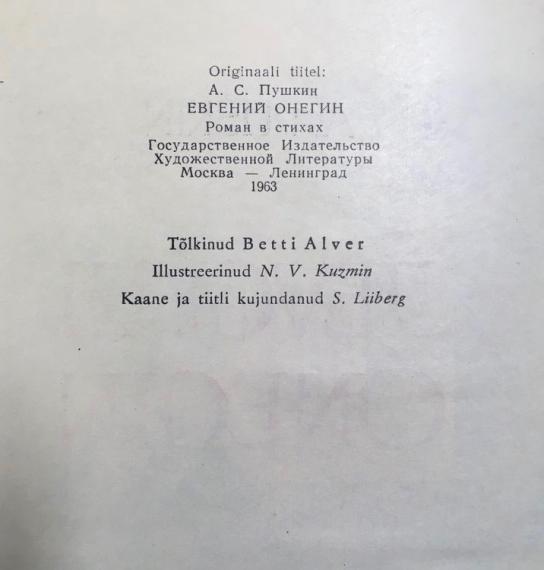 Originaali tiitel:
А. С. Пушкин
ЕВГЕНИЙ ОНЕГИН
Роман в стихах
Государственное Издательство
Художественной Литературы
Москва — Ленинград
1963
Tõlkinud Betti Alver
Illustreerinud N. V. Kuzmin
Kaane ja tiitli kujundanud S. Liiberg